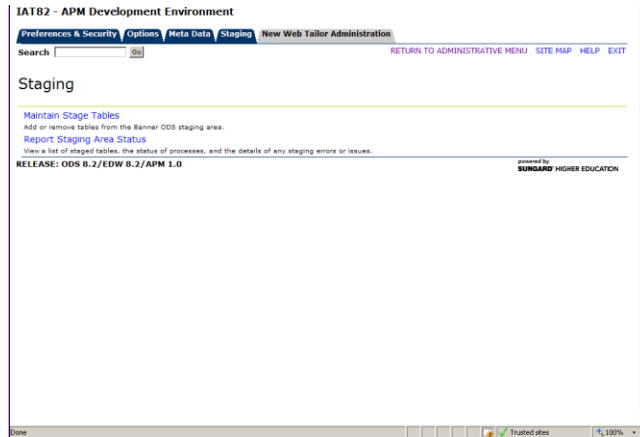 IAT82 - APM Development Environment
Preferences & Security Options Meta Data Staging New Web Tailor Administration
Search Go RETURN TO ADMINISTRATIVE MENU SITE MAP HELP EXIT
Staging
Maintain Stage Tables
Add or remove tables from the Banner ODS staging area.
Report Staging Area Status
View a list of staged tables, the status of processes, and the details of any staging errors or issues.
RELEASE: ODS 8.2/EDW 8.2/APM 1.0
powered by
SUNGARD' HIGHER EDUCATION
Done Trusted sites 100%